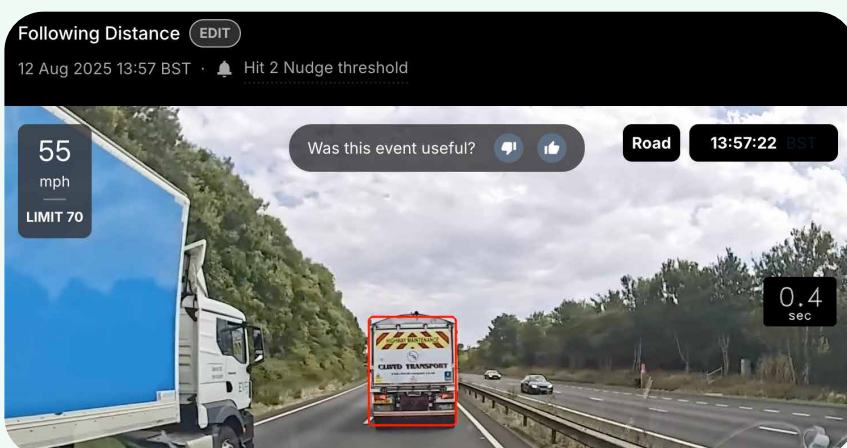 Following Distance EDIT
12 Aug 2025 13:57 BST · Hit 2 Nudge threshold
55
mph
LIMIT 70
Was this event useful?
Road
13:57:22 BST
0.4
sec
HIGHWAY MAINTENANCE
CLWYD TRANSPORT